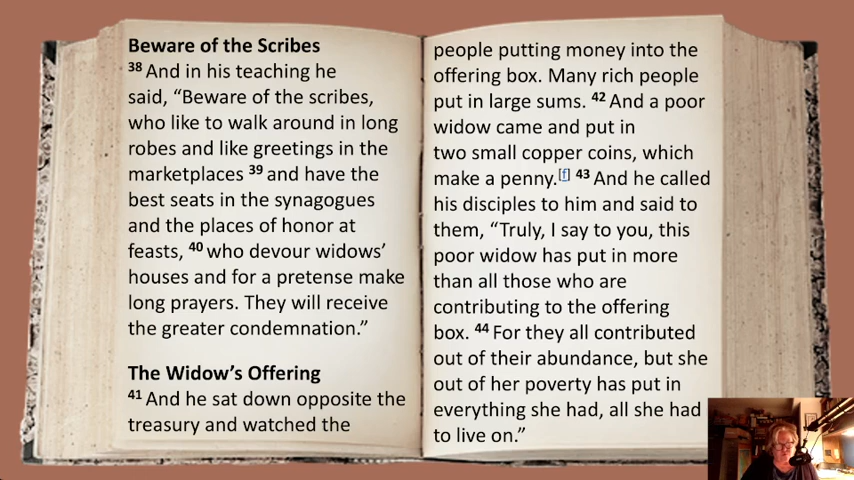 Beware of the Scribes
38 And in his teaching he
said, “Beware of the scribes,
who like to walk around in long
robes and like greetings in the
marketplaces 39 and have the
best seats in the synagogues
and the places of honor at
feasts, 40 who devour widows’
houses and for a pretense make
long prayers. They will receive
the greater condemnation.”
The Widow’s Offering
41 And he sat down opposite the
treasury and watched the
people putting money into the
offering box. Many rich people
put in large sums. 42 And a poor
widow came and put in
two small copper coins, which
make a penny.[f] 43 And he called
his disciples to him and said to
them, “Truly, I say to you, this
poor widow has put in more
than all those who are
contributing to the offering
box. 44 For they all contributed
out of their abundance, but she
out of her poverty has put in
everything she had, all she had
to live on.”